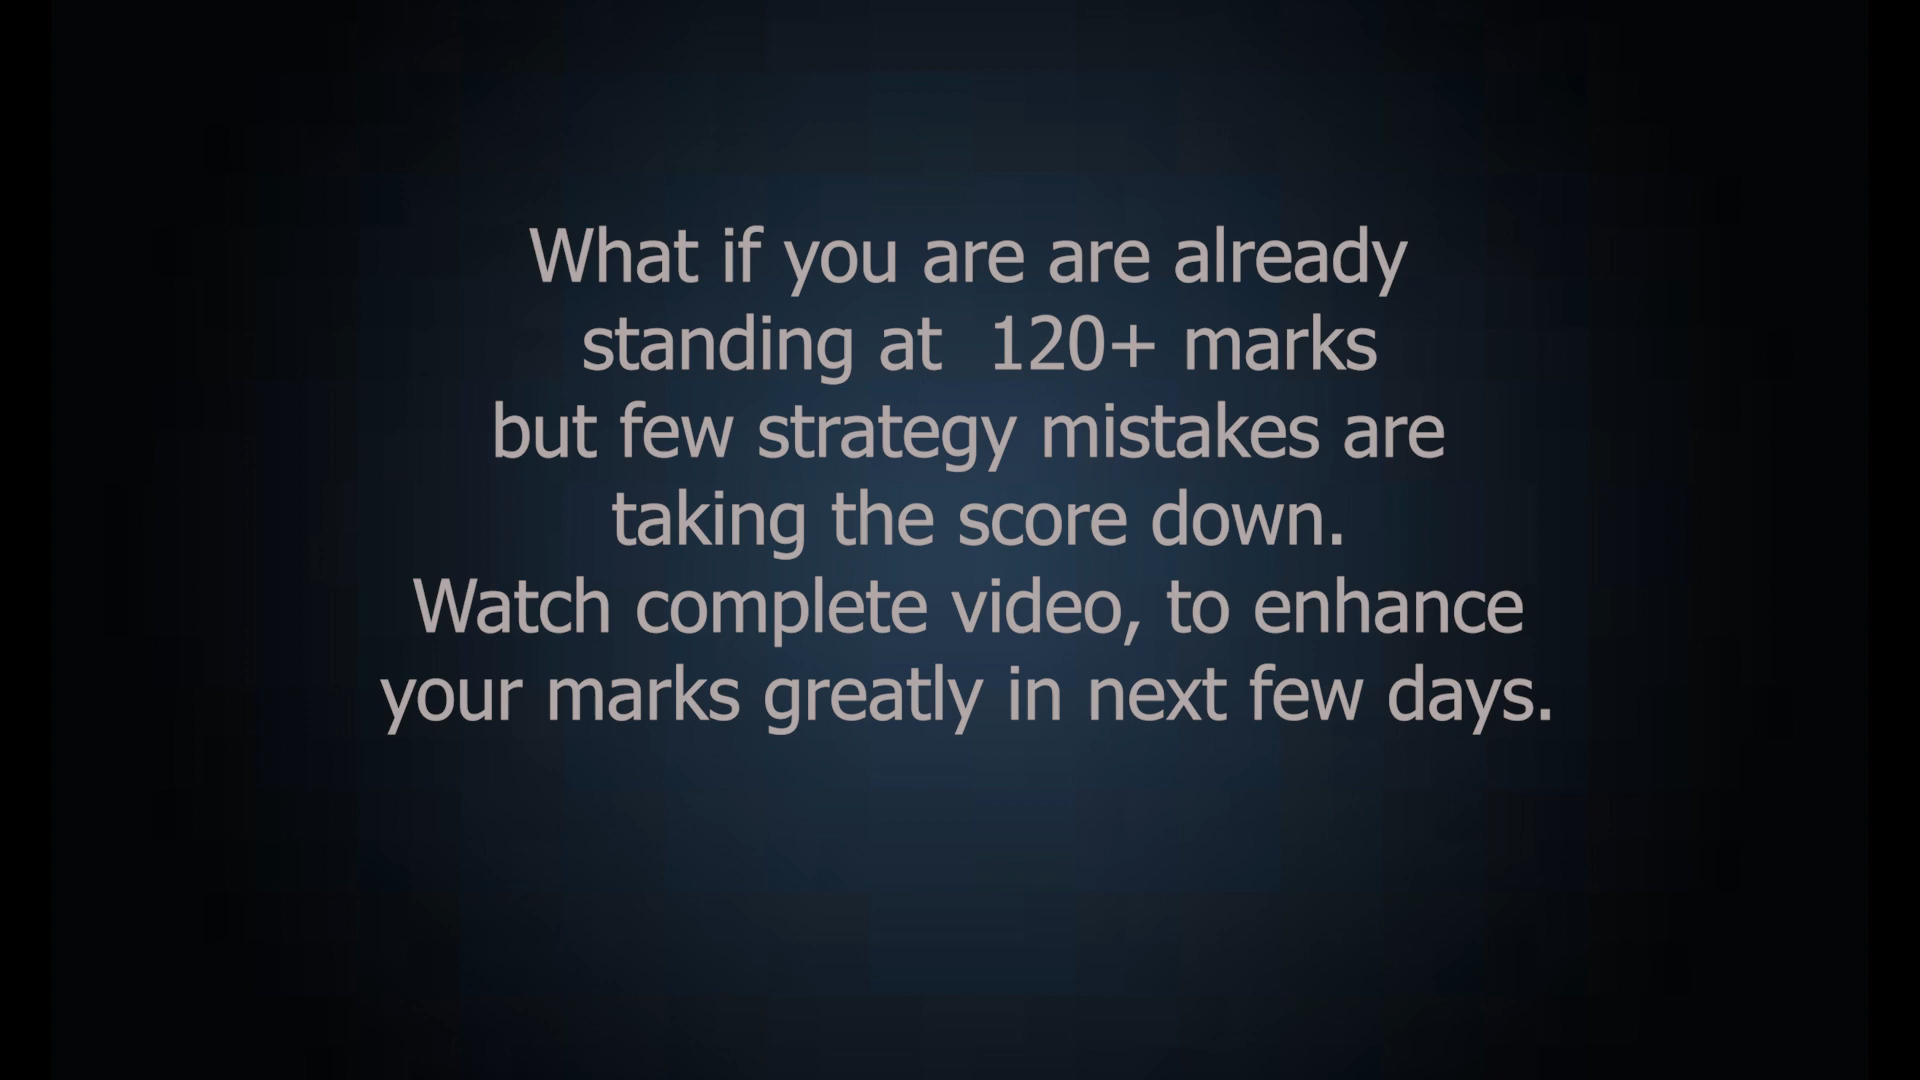 What if you are are already
standing at  120+ marks
but few strategy mistakes are
taking the score down.
Watch complete video, to enhance
your marks greatly in next few days.